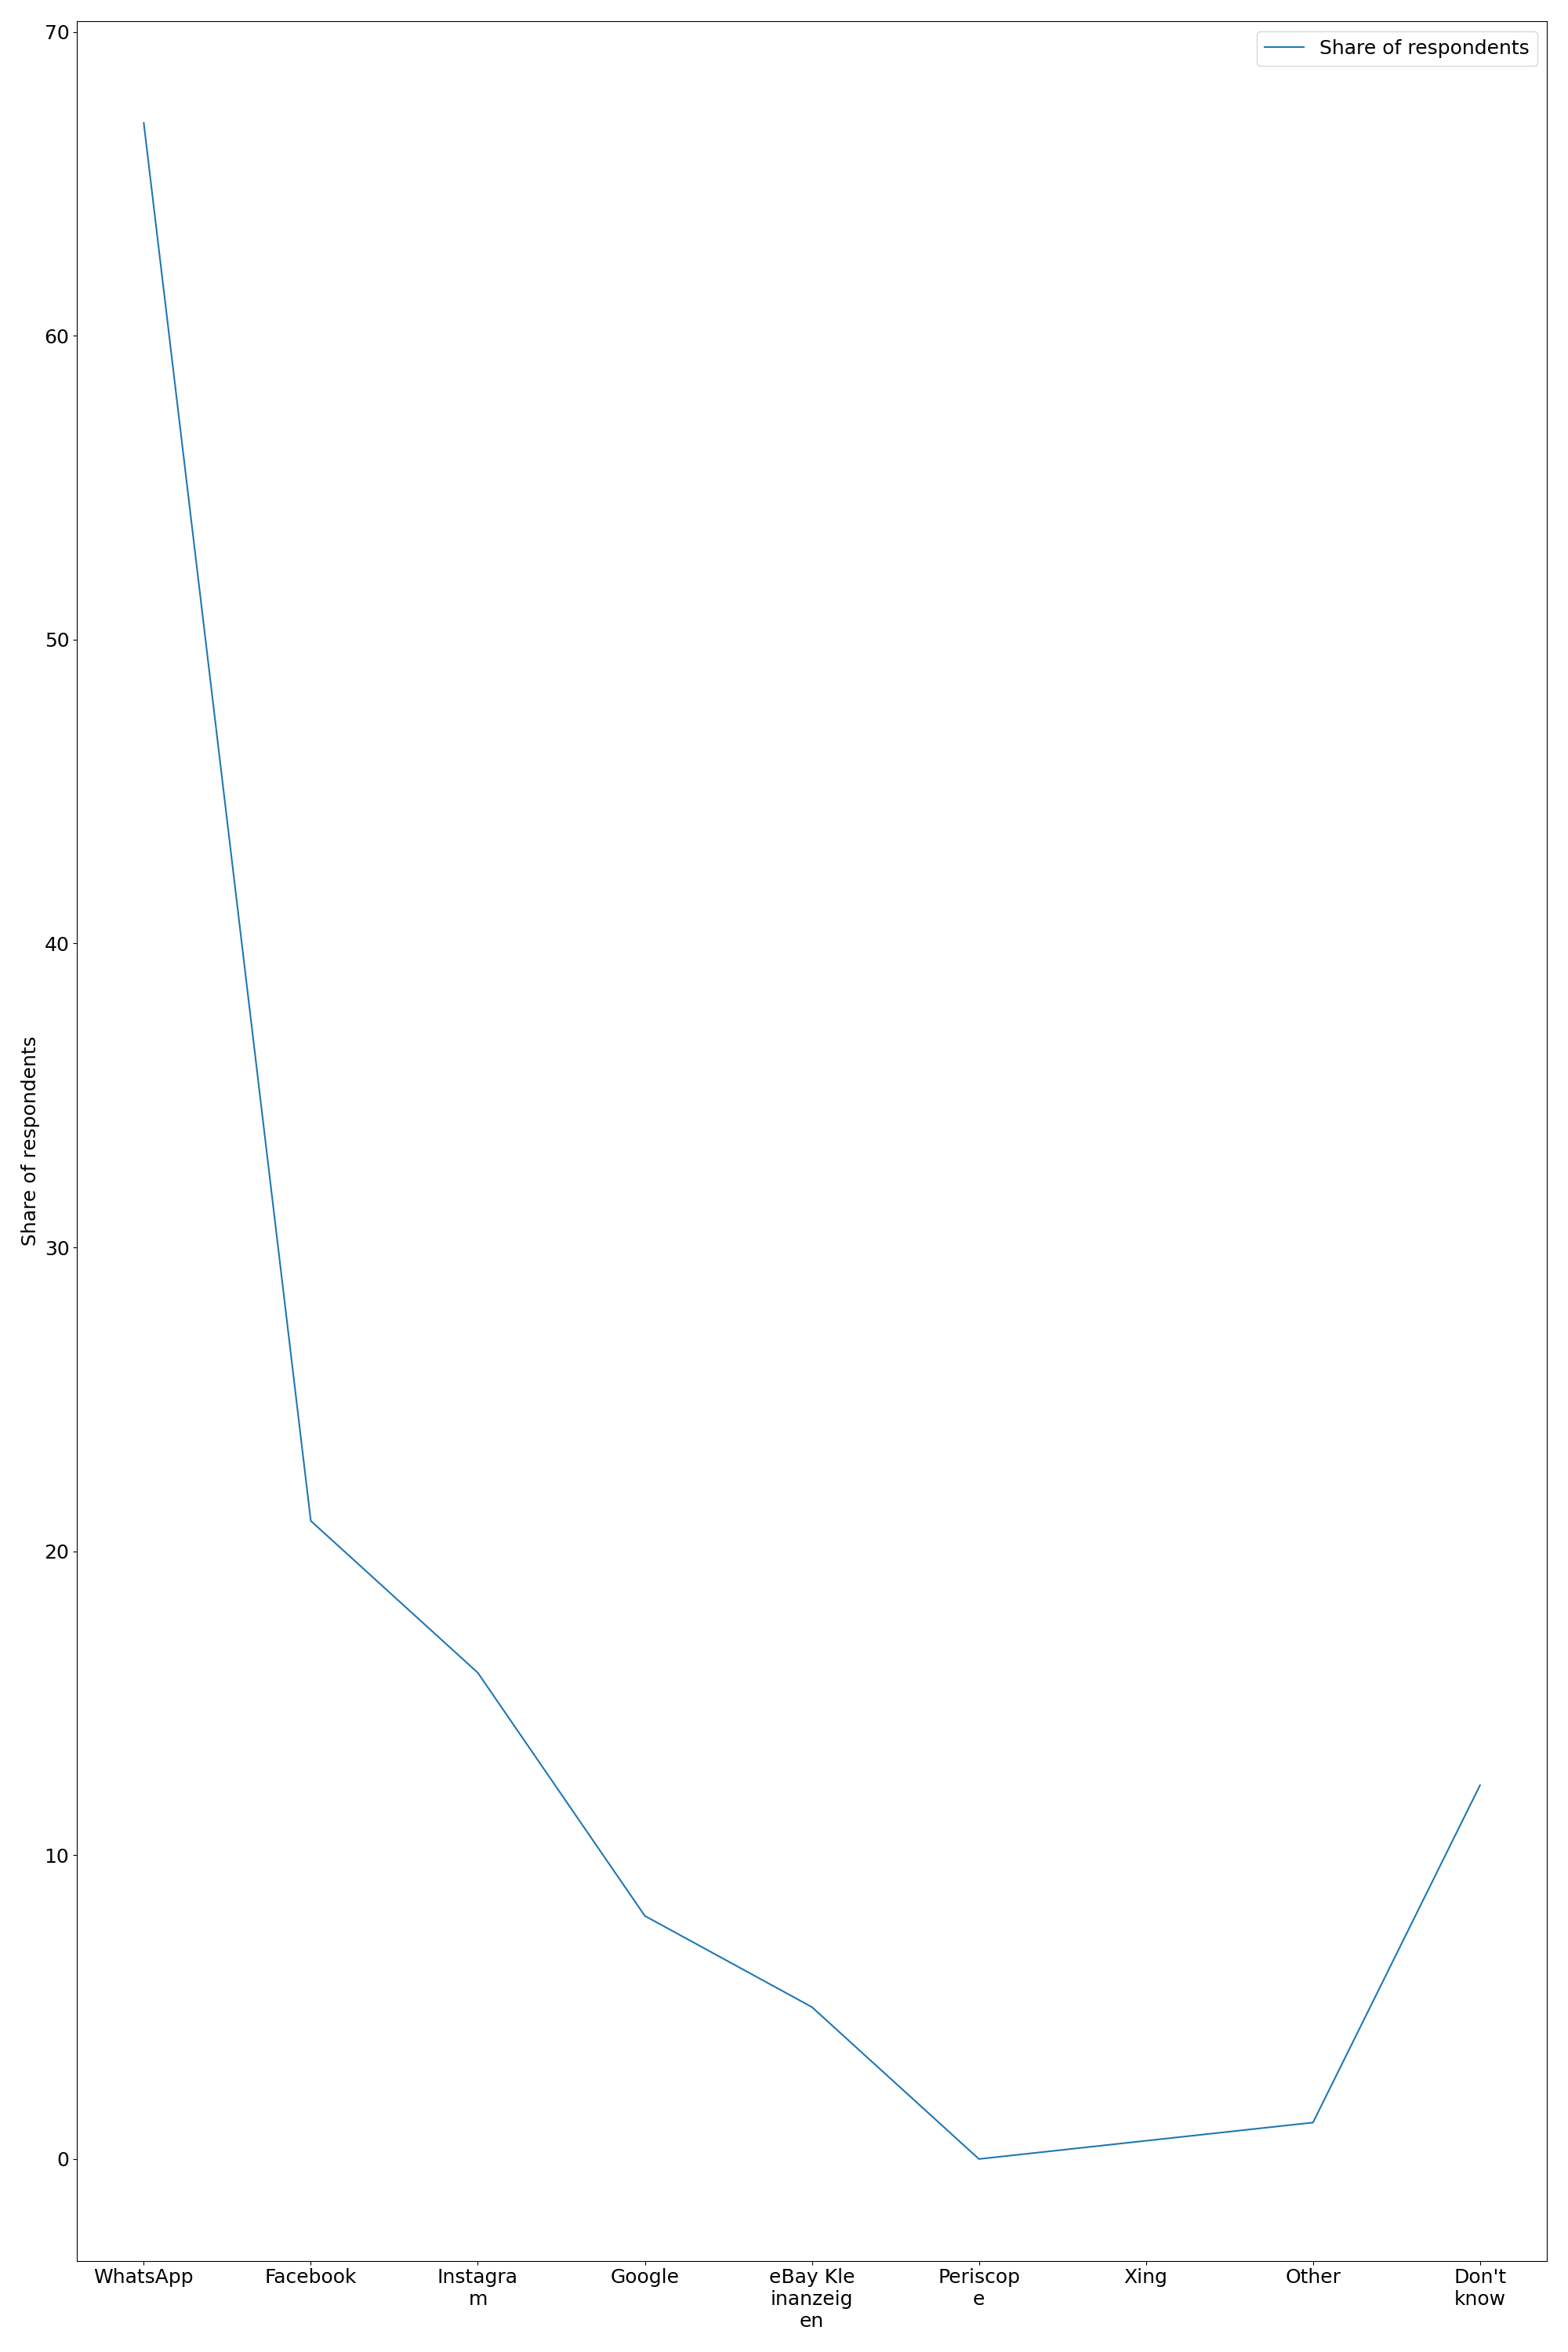 70
60
50
40
30
20
10
0
Share of respondents
Share of respondents
WhatsApp
Facebook
Instagra
m
Google
eBay Kle
inanzeig
en
Periscop
e
Xing
Other
Don't
know